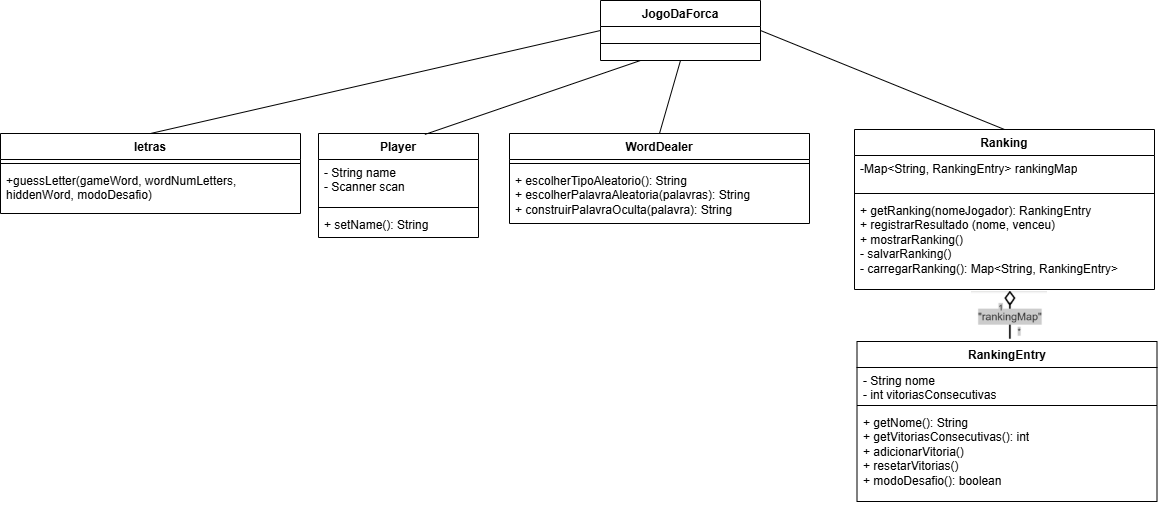 JogoDaForca
letras
+guessLetter(gameWord, wordNumLetters,
hiddenWord, modoDesafio)
Player
- String name
- Scanner scan
+ setName(): String
WordDealer
+ escolherTipoAleatorio(): String
+ escolherPalavraAleatoria(palavras): String
+ construirPalavraOculta(palavra): String
Ranking
-Map<String, RankingEntry> rankingMap
+ getRanking(nomeJogador): RankingEntry
+ registrarResultado (nome, venceu)
+ mostrarRanking()
- salvarRanking()
- carregarRanking(): Map<String, RankingEntry>
1
"rankingMap"
*
RankingEntry
- String nome
- int vitoriasConsecutivas
+ getNome(): String
+ getVitoriasConsecutivas(): int
+ adicionarVitoria()
+ resetarVitorias()
+ modoDesafio(): boolean